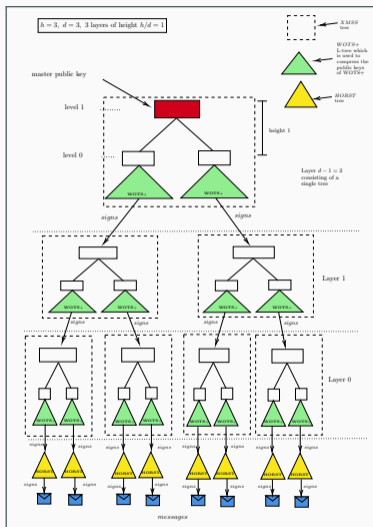 h = 3, d = 3, 3 layers of height h/d = 1
XMSS
tree
WOTS+
L-tree which
is used to
compress the
public keys
of WOTS+
HORST
tree
master public key
level 1
height 1
level 0
Layer d − 1 = 2
consisting of a
single tree
WOTS+ WOTS+
signs signs
Layer 1
WOTS+ WOTS+ WOTS+ WOTS+
signs signs signs signs
Layer 0
WOTS+ WOTS+ WOTS+ WOTS+ WOTS+ WOTS+ WOTS+ WOTS+
signs signs signs signs signs signs signs signs
HORST HORST HORST HORST HORST HORST HORST HORST
signs signs signs signs signs signs signs signs
messages